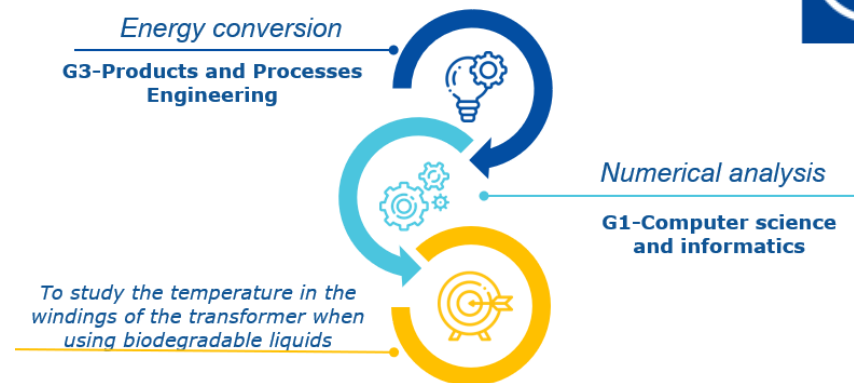 Energy conversion
G3-Products and Processes
Engineering
Numerical analysis
G1-Computer science
and informatics
To study the temperature in the
windings of the transformer when
using biodegradable liquids